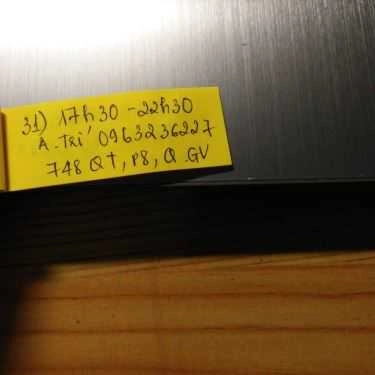 31) 17h30 - 22h30
A. TRÍ 0963236227
748 QT, P8, Q.GV